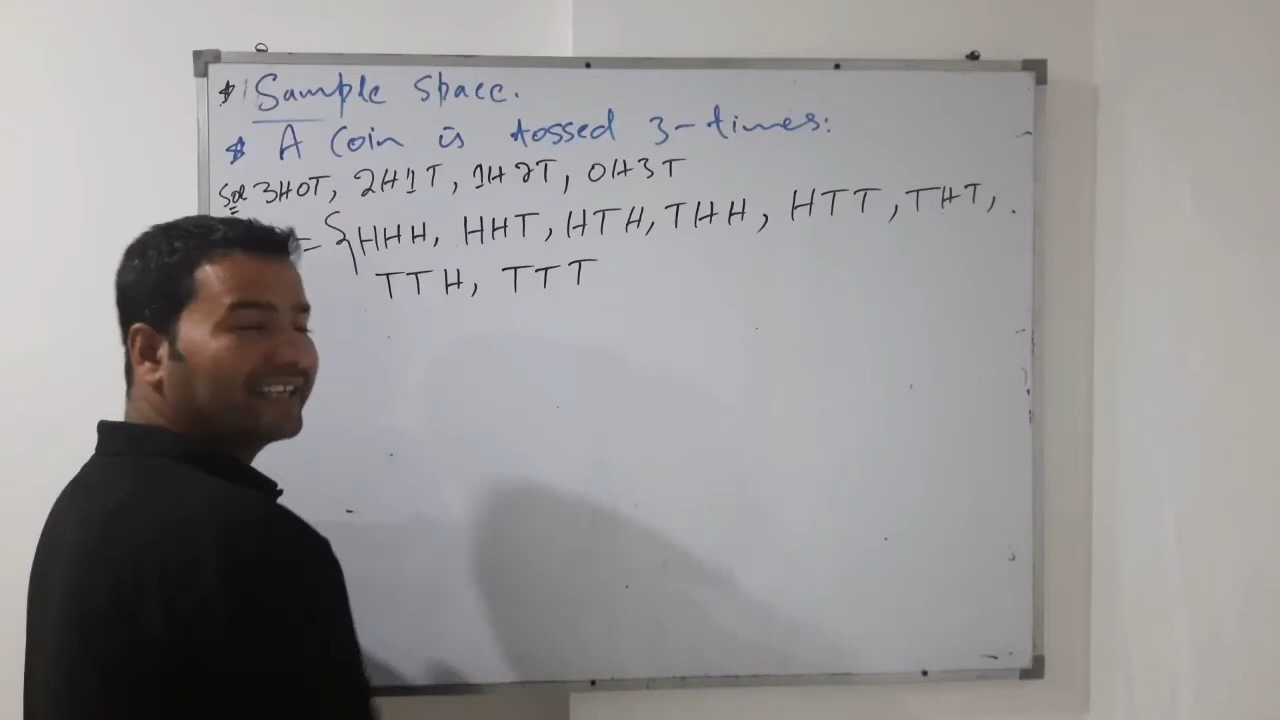 * Sample space.
* A Coin is tossed 3-times:
Sol 3H0T, 2H1T, 1H2T, 0H3T
= {HHH, HHT, HTH, THH, HTT, THT,
TTH, TTT